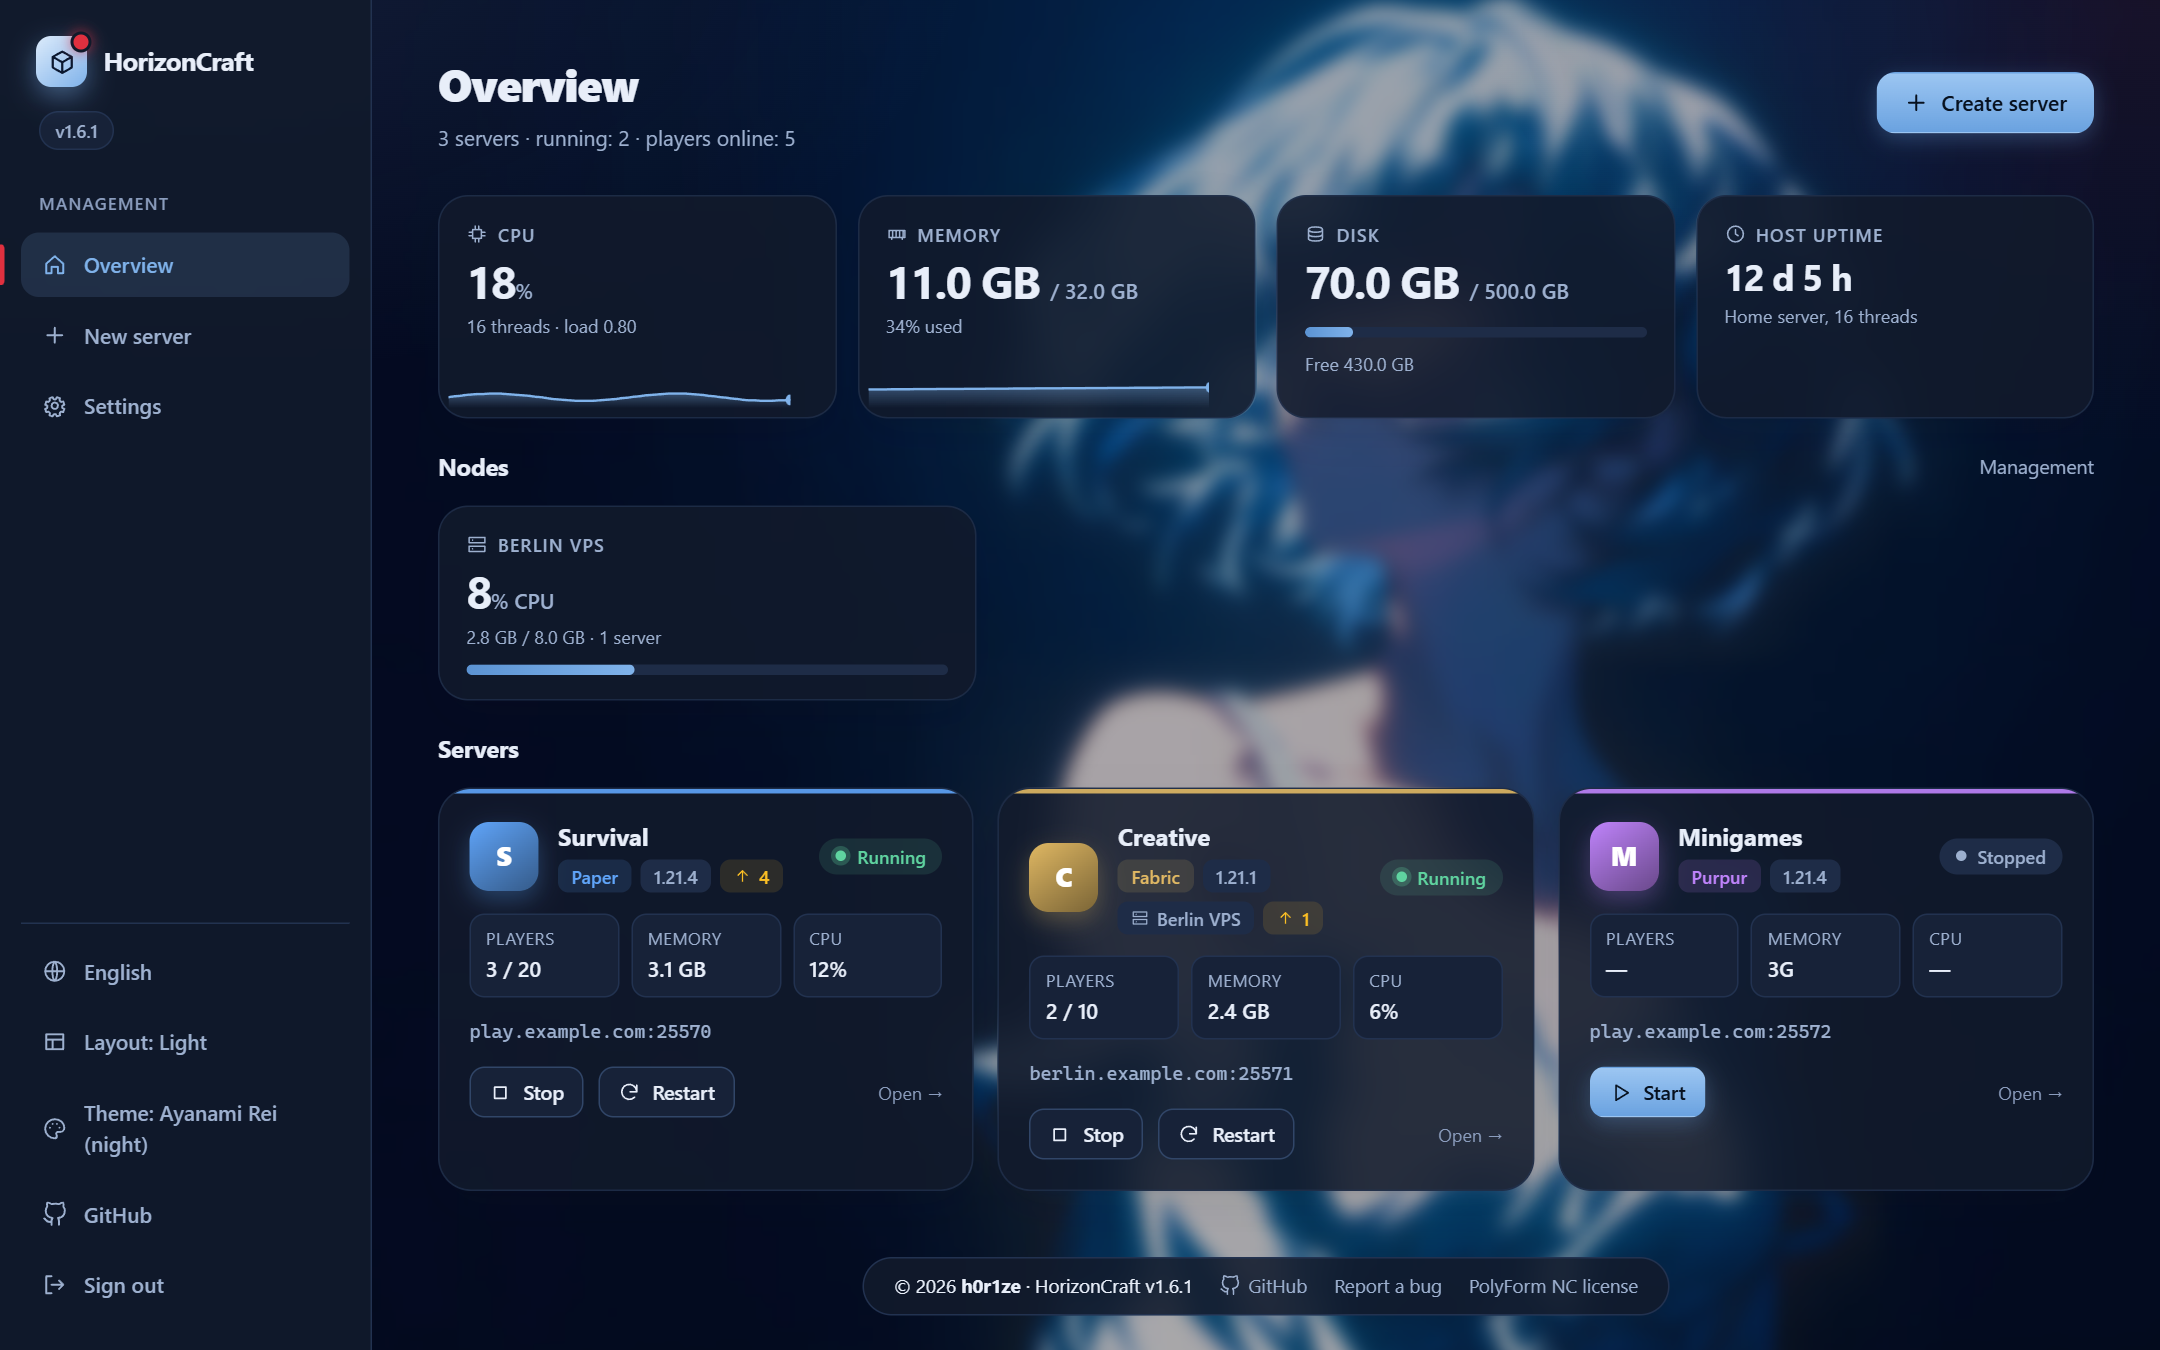 HorizonCraft
v1.6.1
MANAGEMENT
Overview
New server
Settings
English
Layout: Light
Theme: Ayanami Rei
(night)
GitHub
Sign out
Overview
3 servers · running: 2 · players online: 5
Create server
CPU
18%
16 threads · load 0.80
MEMORY
11.0 GB / 32.0 GB
34% used
DISK
70.0 GB / 500.0 GB
Free 430.0 GB
HOST UPTIME
12 d 5 h
Home server, 16 threads
Nodes
Management
BERLIN VPS
8% CPU
2.8 GB / 8.0 GB · 1 server
Servers
S
Survival
Paper 1.21.4 ↑ 4
Running
PLAYERS MEMORY CPU
3 / 20 3.1 GB 12%
play.example.com:25570
Stop Restart Open →
C
Creative
Fabric 1.21.1
Berlin VPS ↑ 1
Running
PLAYERS MEMORY CPU
2 / 10 2.4 GB 6%
berlin.example.com:25571
Stop Restart Open →
M
Minigames
Purpur 1.21.4
Stopped
PLAYERS MEMORY CPU
— 3G —
play.example.com:25572
Start Open →
© 2026 h0r1ze · HorizonCraft v1.6.1 GitHub Report a bug PolyForm NC license